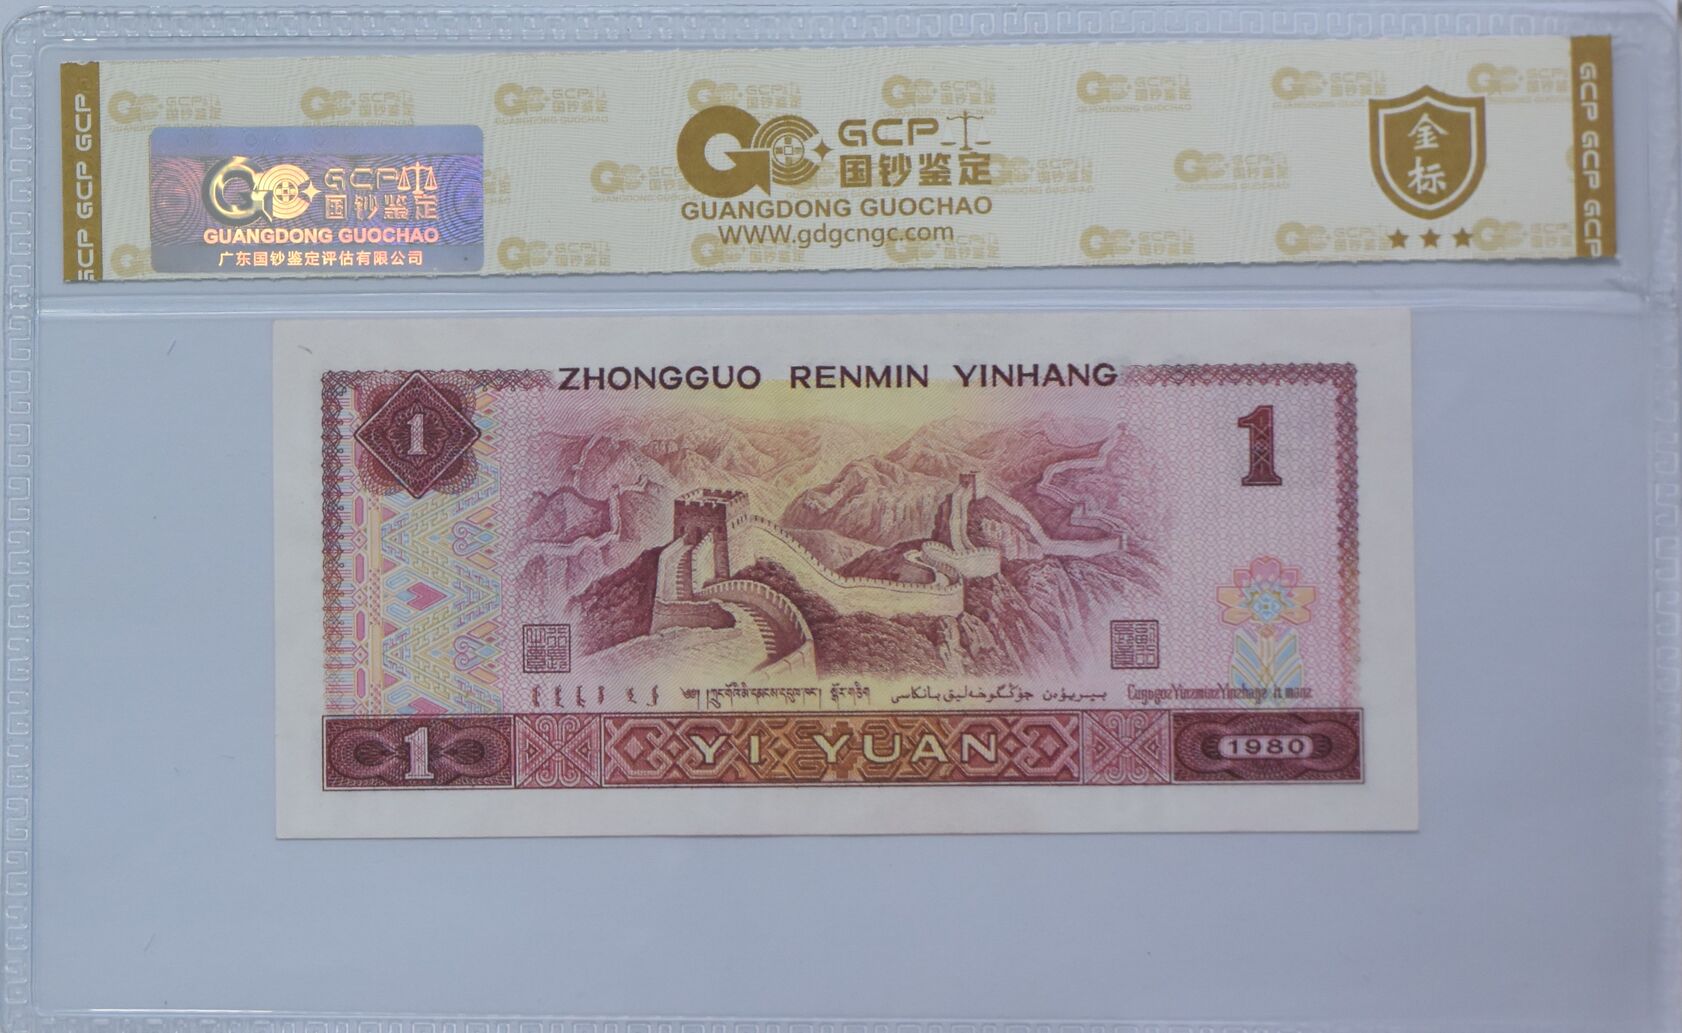 GCP GCP GCP
GCP
国钞鉴定
GUANGDONG GUOCHAO
广东国钞鉴定评估有限公司
GCP
国钞鉴定
GUANGDONG GUOCHAO
WWW.gdgcngc.com
金标
GCP GCP GCP
ZHONGGUO RENMIN YINHANG
1
1
1
YI YUAN
1980